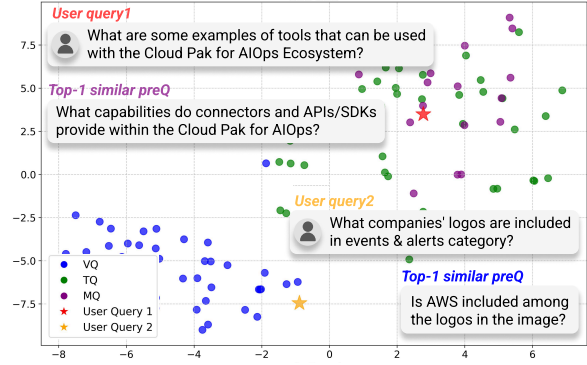 User query1
What are some examples of tools that can be used
with the Cloud Pak for AIOps Ecosystem?
Top-1 similar preQ
What capabilities do connectors and APIs/SDKs
provide within the Cloud Pak for AIOps?
User query2
What companies' logos are included
in events & alerts category?
Top-1 similar preQ
Is AWS included among
the logos in the image?
VQ
TQ
MQ
User Query 1
User Query 2
7.5
5.0
2.5
0.0
−2.5
−5.0
−7.5
−8
−6
−4
−2
0
2
4
6